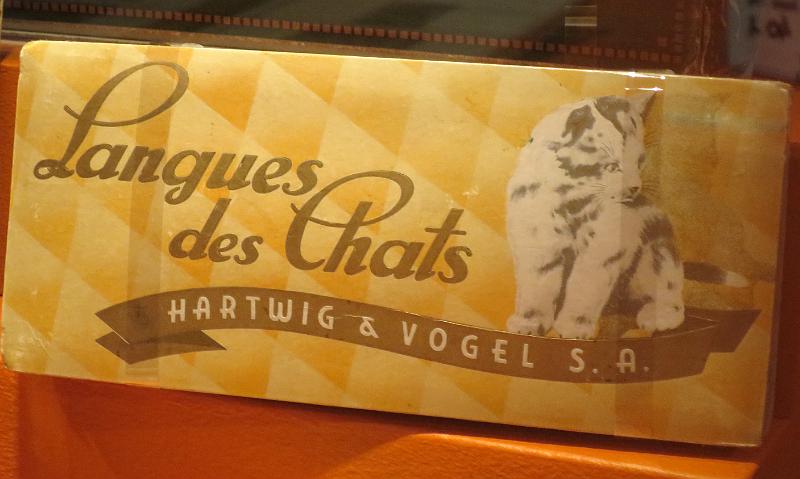 Langues
des Chats
HARTWIG & VOGEL S. A.